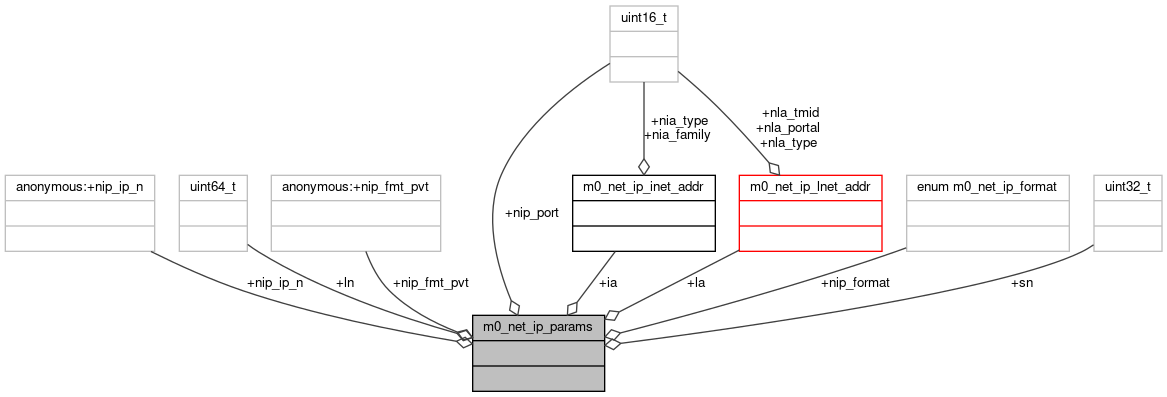 uint16_t
+nla_tmid
+nia_type
+nla_portal
+nia_family
+nla_type
anonymous:+nip_ip_n
uint64_t
anonymous:+nip_fmt_pvt
m0_net_ip_inet_addr
m0_net_ip_lnet_addr
enum m0_net_ip_format
uint32_t
+nip_port
+nip_ip_n
+ln
+nip_fmt_pvt
+ia
+la
+nip_format
+sn
m0_net_ip_params